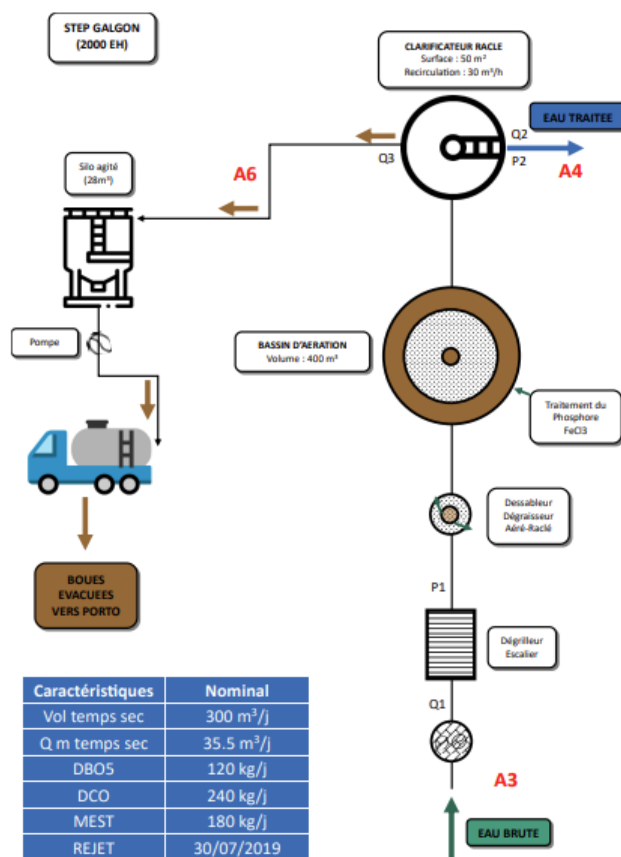 STEP GALGON
(2000 EH)
CLARIFICATEUR RACLE
Surface : 50 m²
Recirculation : 30 m³/h
EAU TRAITEE
Q2
Q3
P2
A4
A6
Silo agité
(28m³)
BASSIN D'AERATION
Volume : 400 m³
Pompe
Traitement du
Phosphore
FeCl3
Dessableur
Dégraisseur
Aéré-Raclé
BOUES
EVACUEES
VERS PORTO
P1
Dégrilleur
Escalier
Q1
A3
EAU BRUTE
Caractéristiques Nominal
Vol temps sec 300 m³/j
Q m temps sec 35.5 m³/j
DBO5 120 kg/j
DCO 240 kg/j
MEST 180 kg/j
REJET 30/07/2019